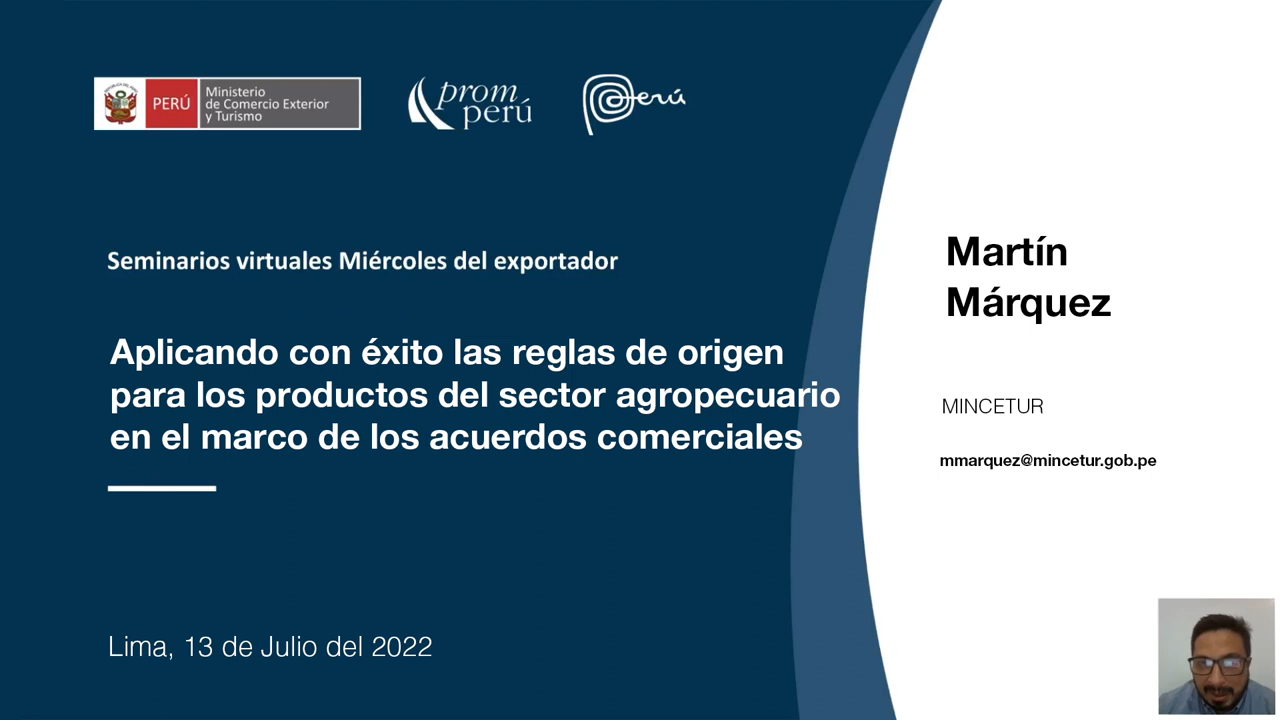 PERÚ
Ministerio
de Comercio Exterior
y Turismo
prom
perú
Perú
Seminarios virtuales Miércoles del exportador
Aplicando con éxito las reglas de origen
para los productos del sector agropecuario
en el marco de los acuerdos comerciales
Lima, 13 de Julio del 2022
Martín
Márquez
MINCETUR
mmarquez@mincetur.gob.pe